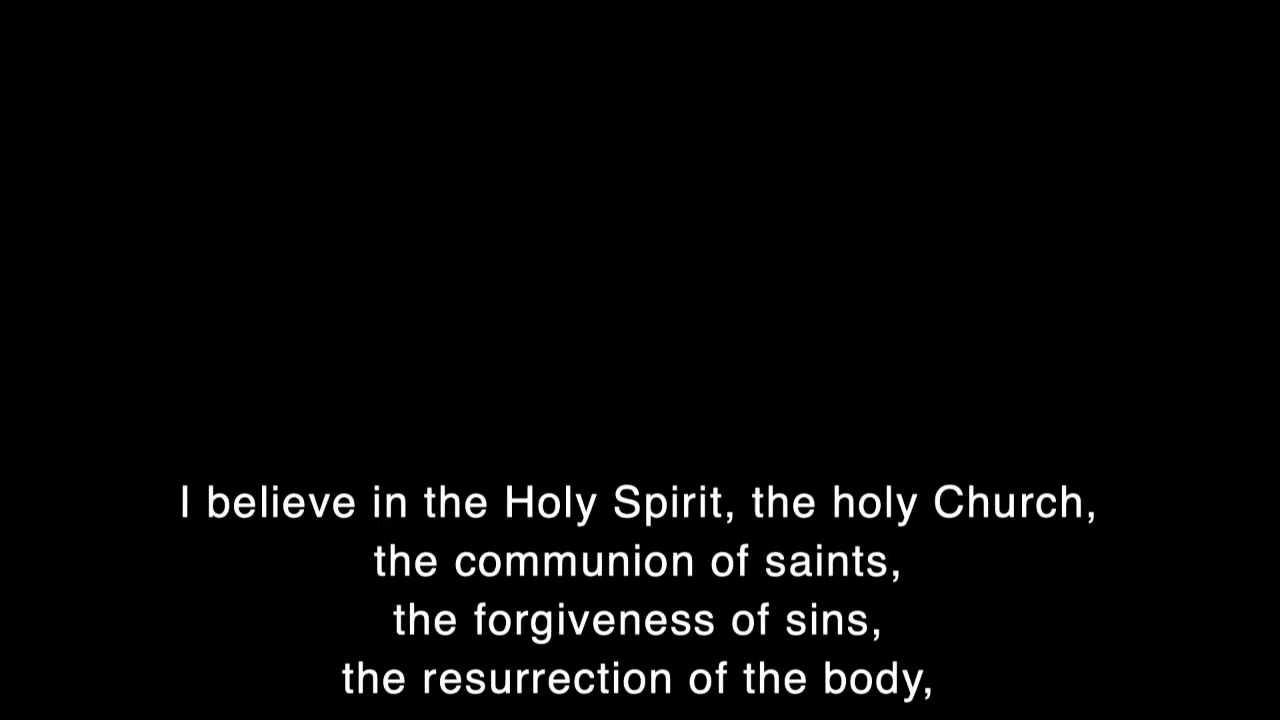 I believe in the Holy Spirit, the holy Church,
the communion of saints,
the forgiveness of sins,
the resurrection of the body,